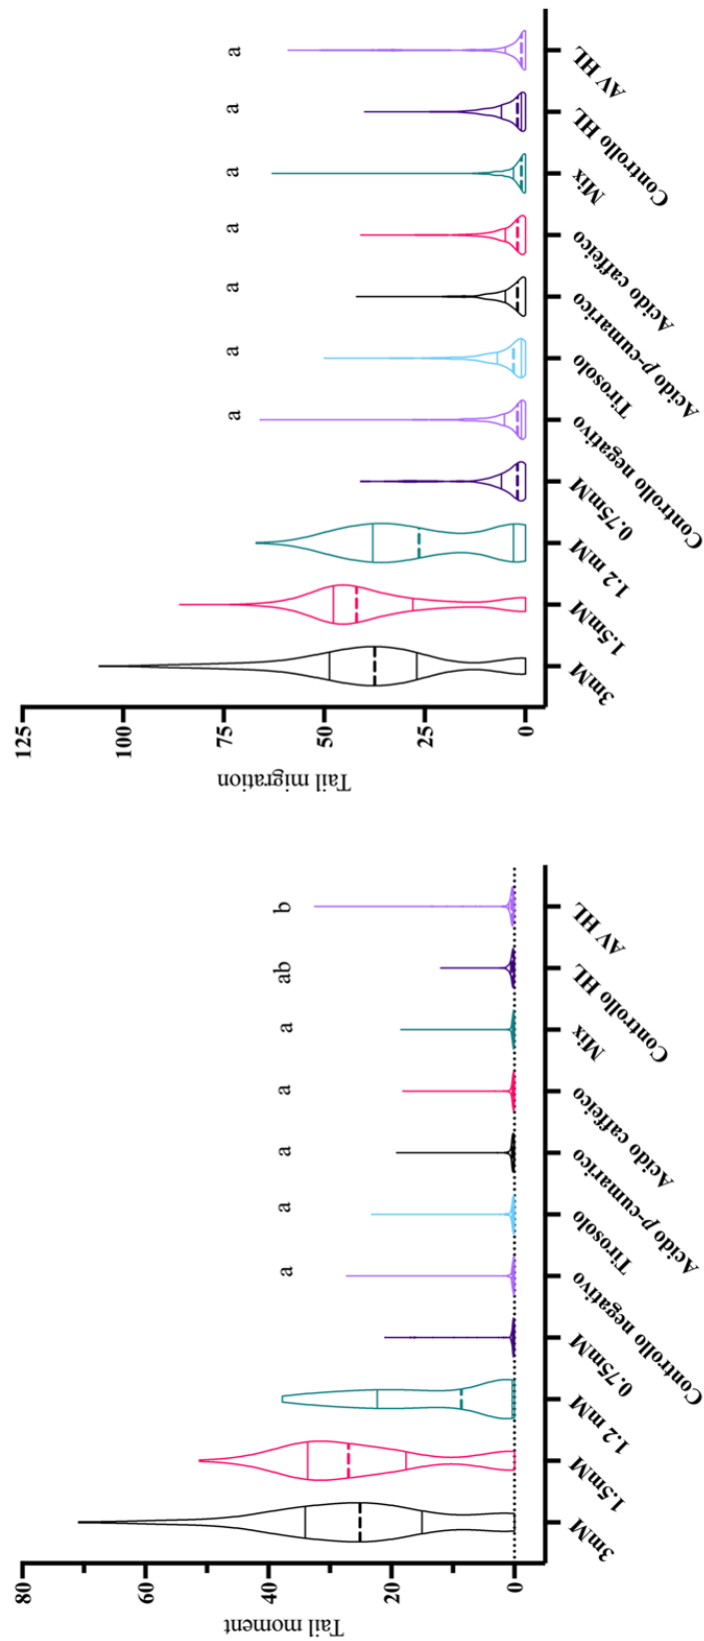 Tail moment
80
60
40
20
0
a a a a a ab b
3mM
1.5mM
1.2 mM
0.75mM
Controllo negativo
Tirosolo
Acido p-cumarico
Acido caffeico
Mix
Controllo HL
AV HL
Tail migration
125
100
75
50
25
0
a a a a a a a
3mM
1.5mM
1.2 mM
0.75mM
Controllo negativo
Tirosolo
Acido p-cumarico
Acido caffeico
Mix
Controllo HL
AV HL